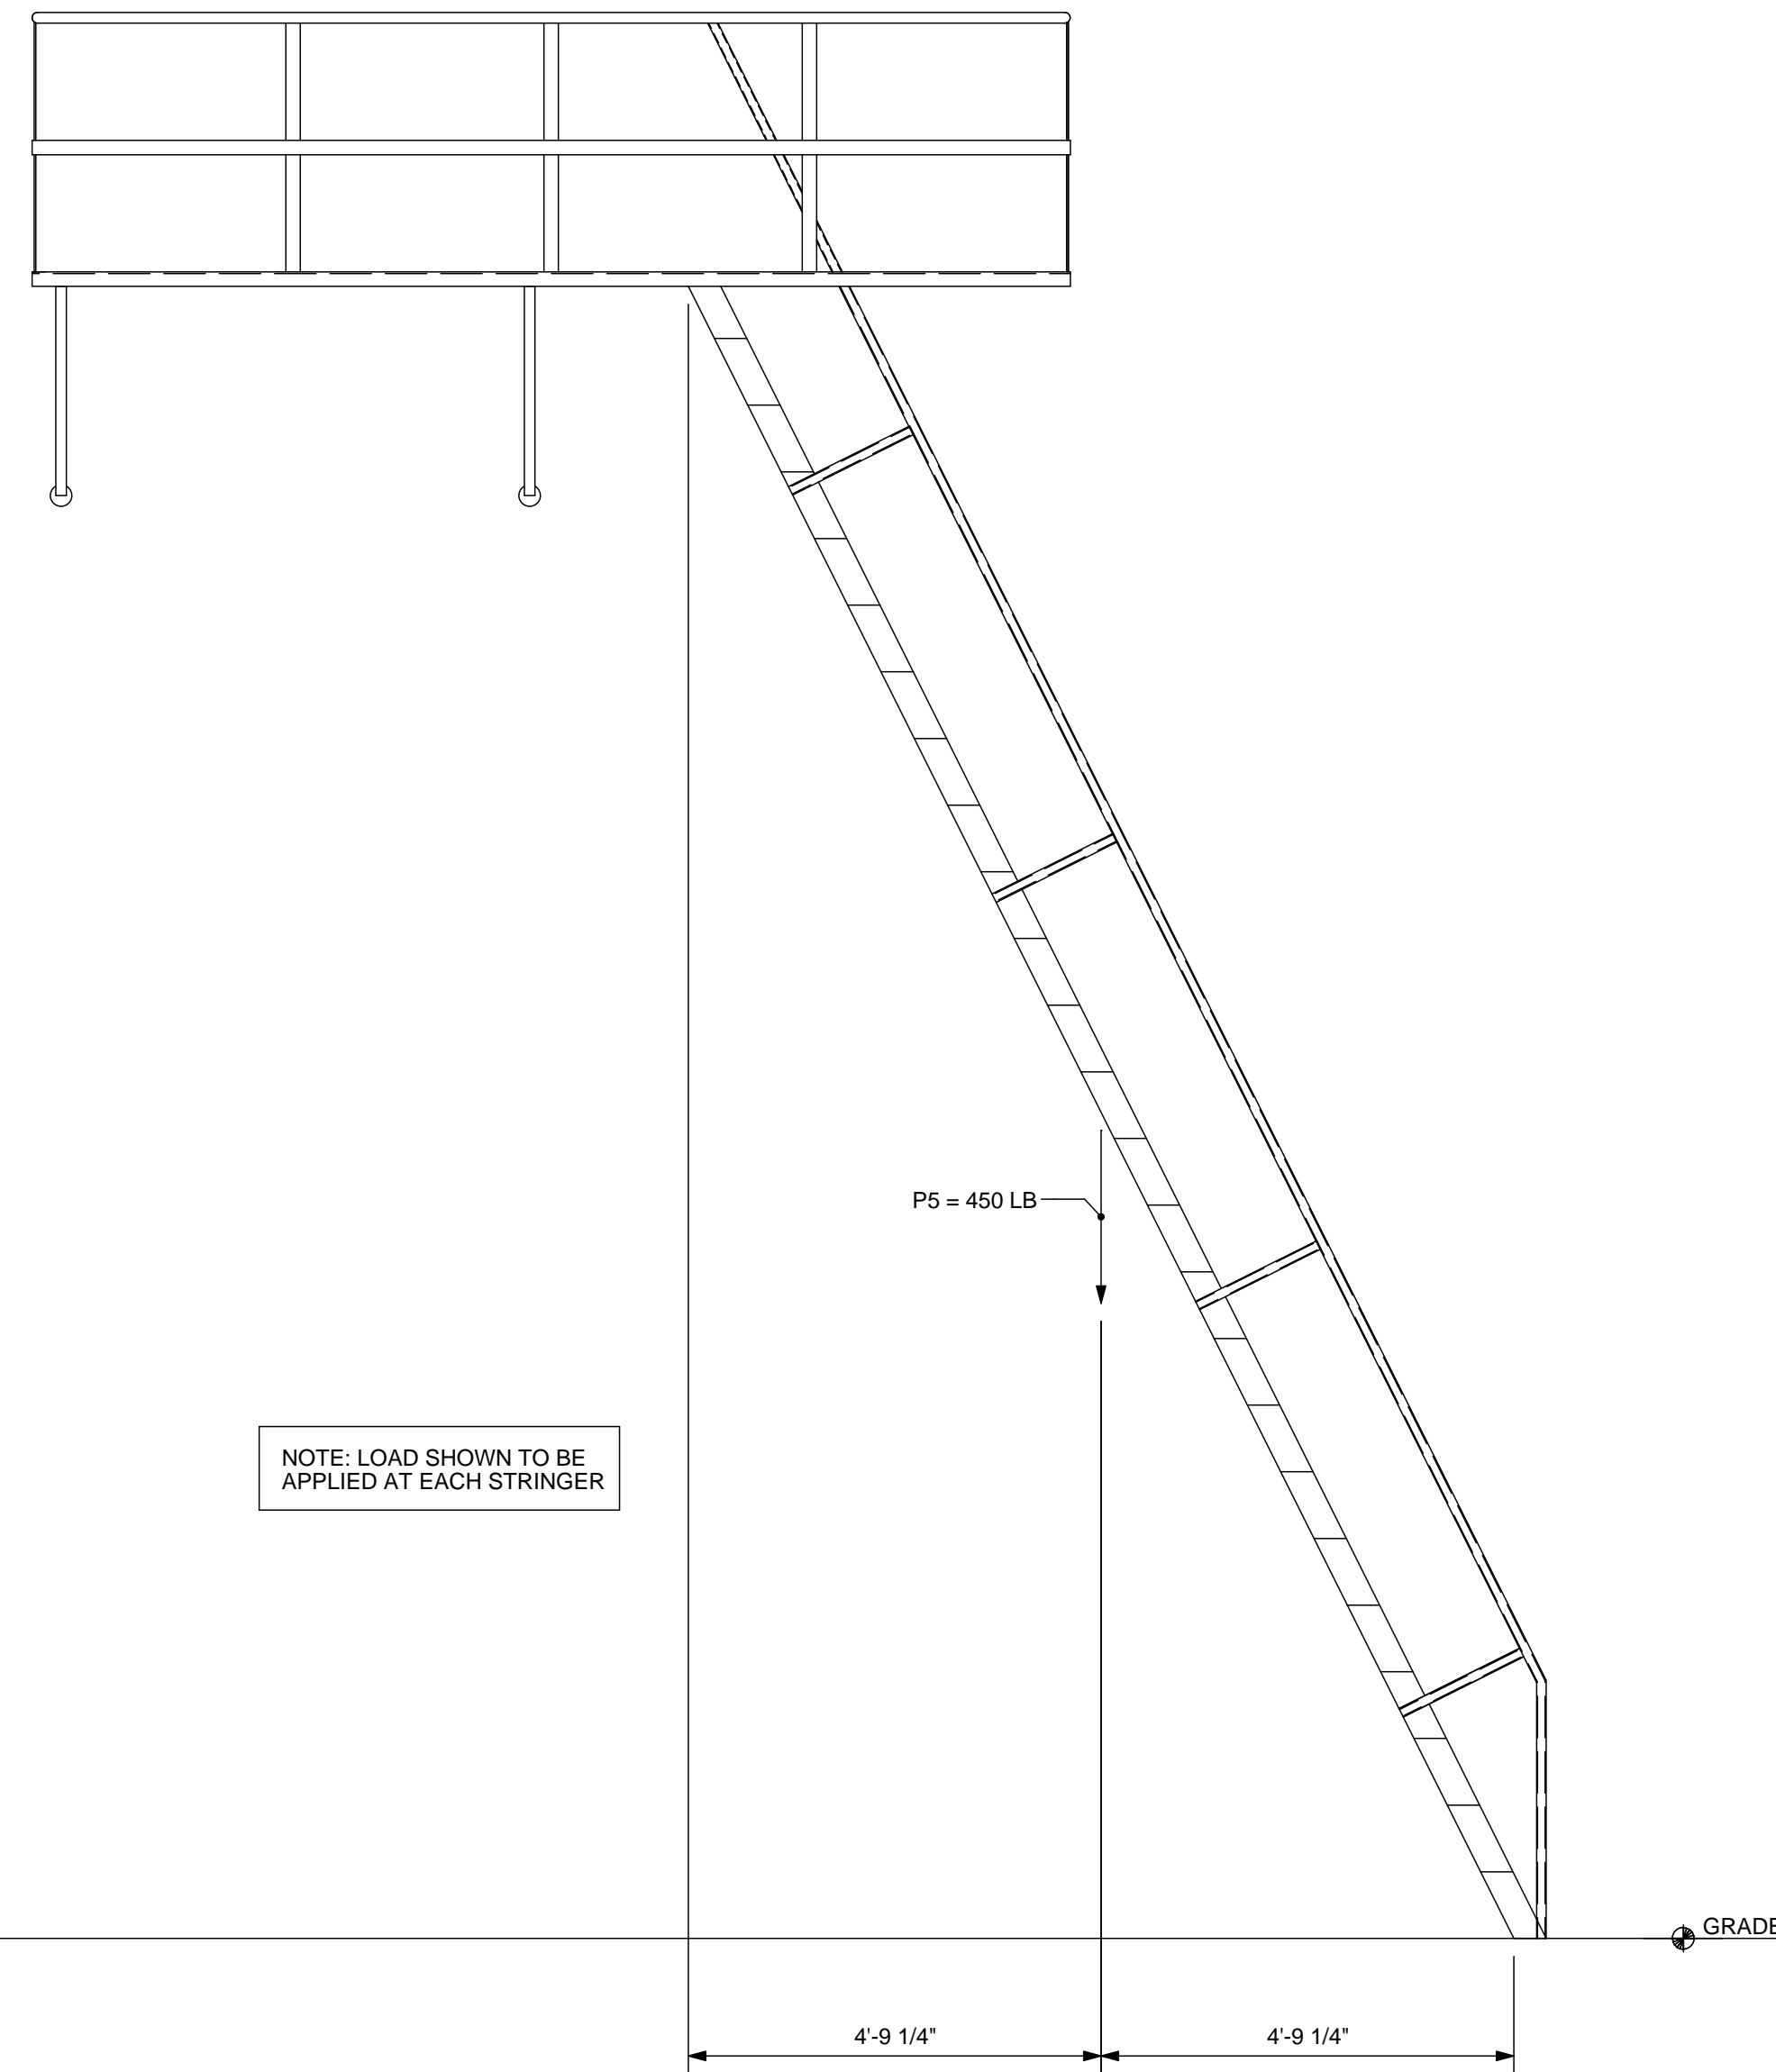 P5 = 450 LB
NOTE: LOAD SHOWN TO BE
APPLIED AT EACH STRINGER
GRADE
4'-9 1/4"
4'-9 1/4"